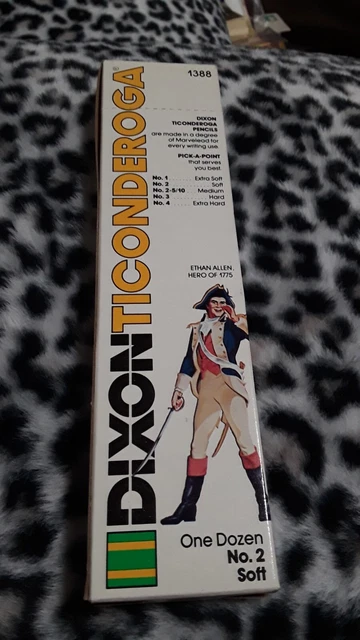 1388
DIXON TICONDEROGA
DIXON
TICONDEROGA
PENCILS
are made in a degree
of Marvelead for
every writing use.
PICK-A-POINT
that serves
you best.
No. 1 . . . . . . Extra Soft
No. 2 . . . . . . . . . . Soft
No. 2-5/10 . . Medium
No. 3 . . . . . . . . . Hard
No. 4 . . . . . Extra Hard
ETHAN ALLEN
HERO OF 1775
One Dozen
No. 2
Soft